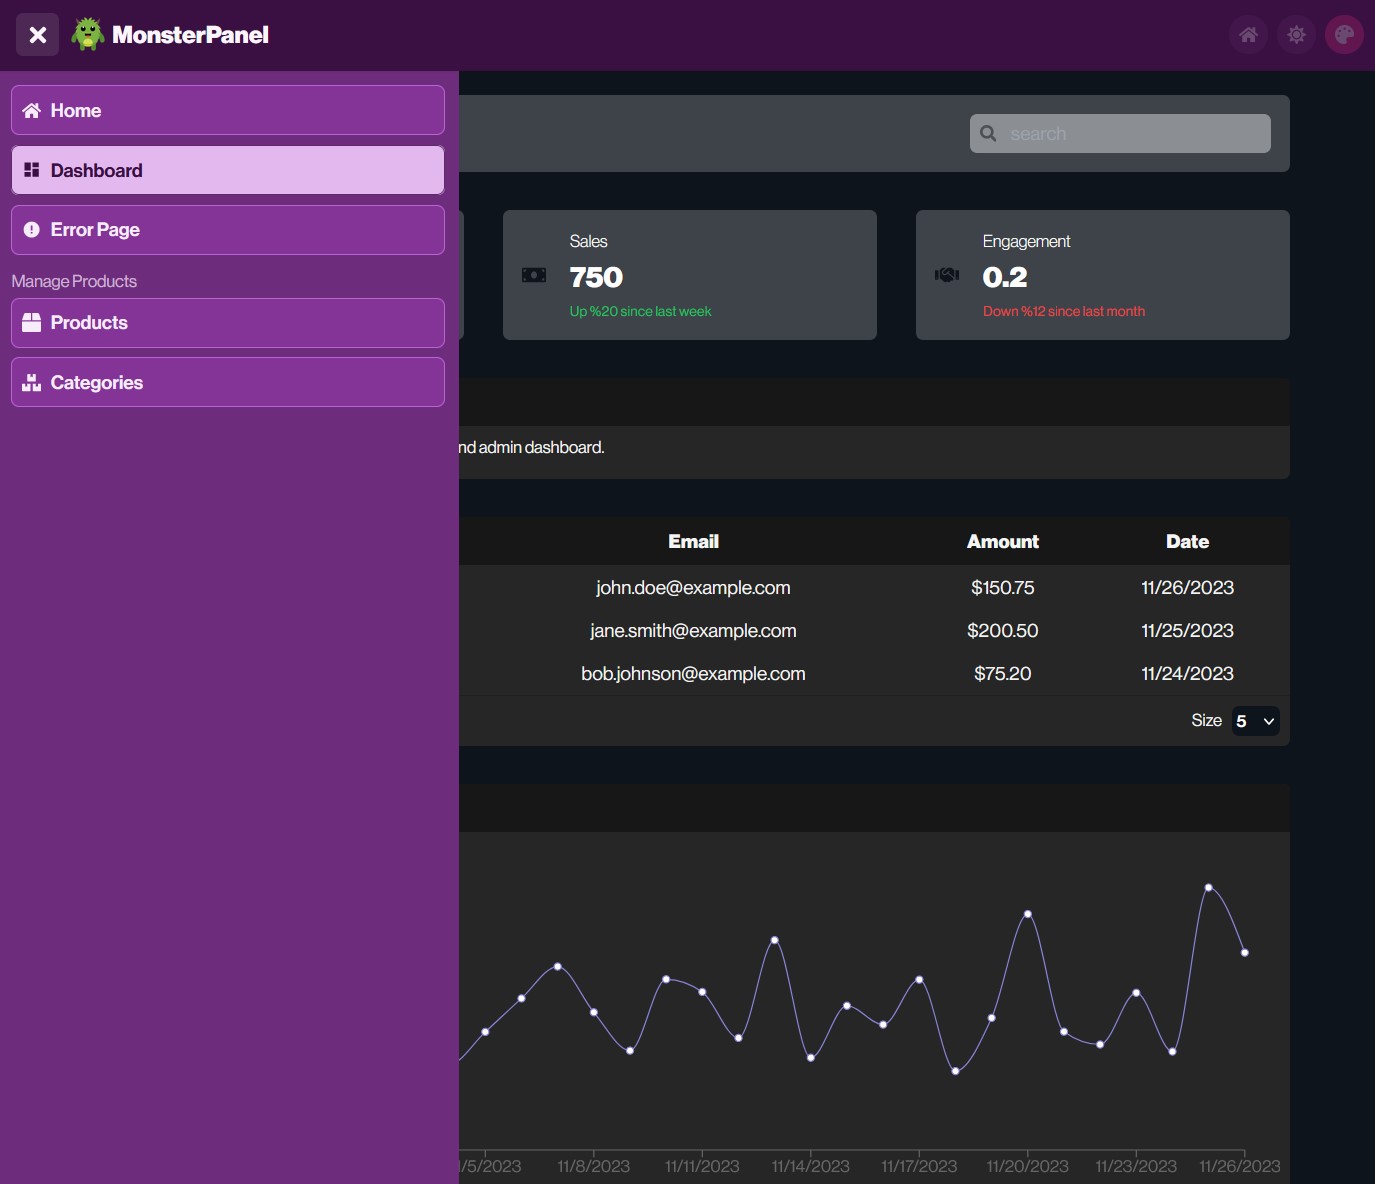 MonsterPanel
Home
Dashboard
Error Page
Manage Products
Products
Categories
search
Sales
750
Up %20 since last week
Engagement
0.2
Down %12 since last month
nd admin dashboard.
Email Amount Date
john.doe@example.com $150.75 11/26/2023
jane.smith@example.com $200.50 11/25/2023
bob.johnson@example.com $75.20 11/24/2023
Size 5
/5/2023 11/8/2023 11/11/2023 11/14/2023 11/17/2023 11/20/2023 11/23/2023 11/26/2023